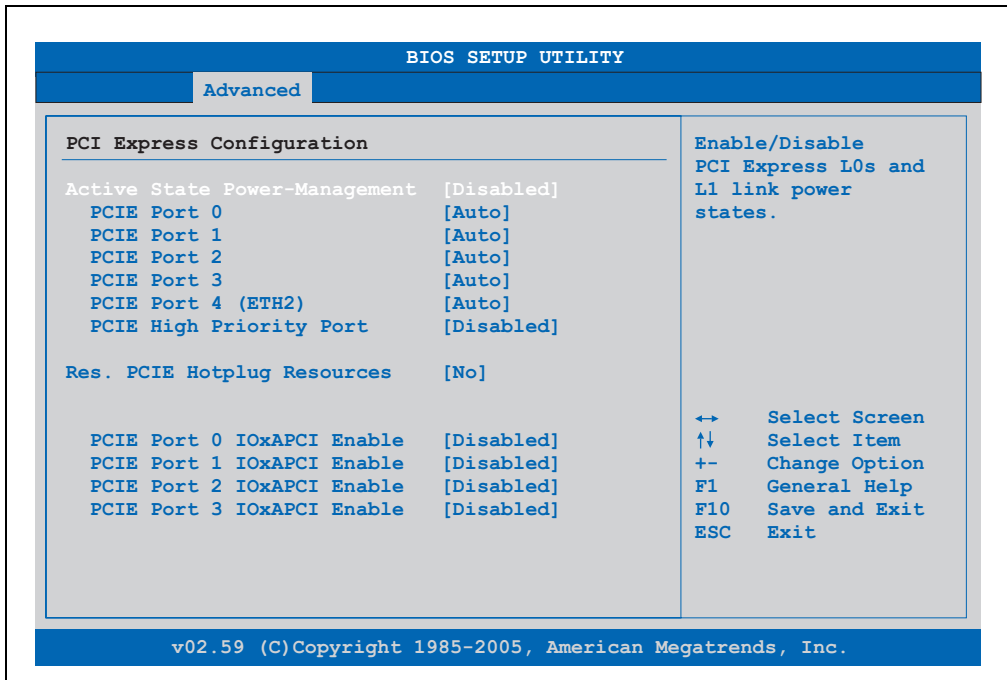 BIOS SETUP UTILITY
Advanced
PCI Express Configuration
Active State Power-Management [Disabled]
PCIE Port 0 [Auto]
PCIE Port 1 [Auto]
PCIE Port 2 [Auto]
PCIE Port 3 [Auto]
PCIE Port 4 (ETH2) [Auto]
PCIE High Priority Port [Disabled]
Res. PCIE Hotplug Resources [No]
PCIE Port 0 IOxAPCI Enable [Disabled]
PCIE Port 1 IOxAPCI Enable [Disabled]
PCIE Port 2 IOxAPCI Enable [Disabled]
PCIE Port 3 IOxAPCI Enable [Disabled]
Enable/Disable
PCI Express L0s and
L1 link power
states.
↔ Select Screen
↑↓ Select Item
+- Change Option
F1 General Help
F10 Save and Exit
ESC Exit
v02.59 (C)Copyright 1985-2005, American Megatrends, Inc.